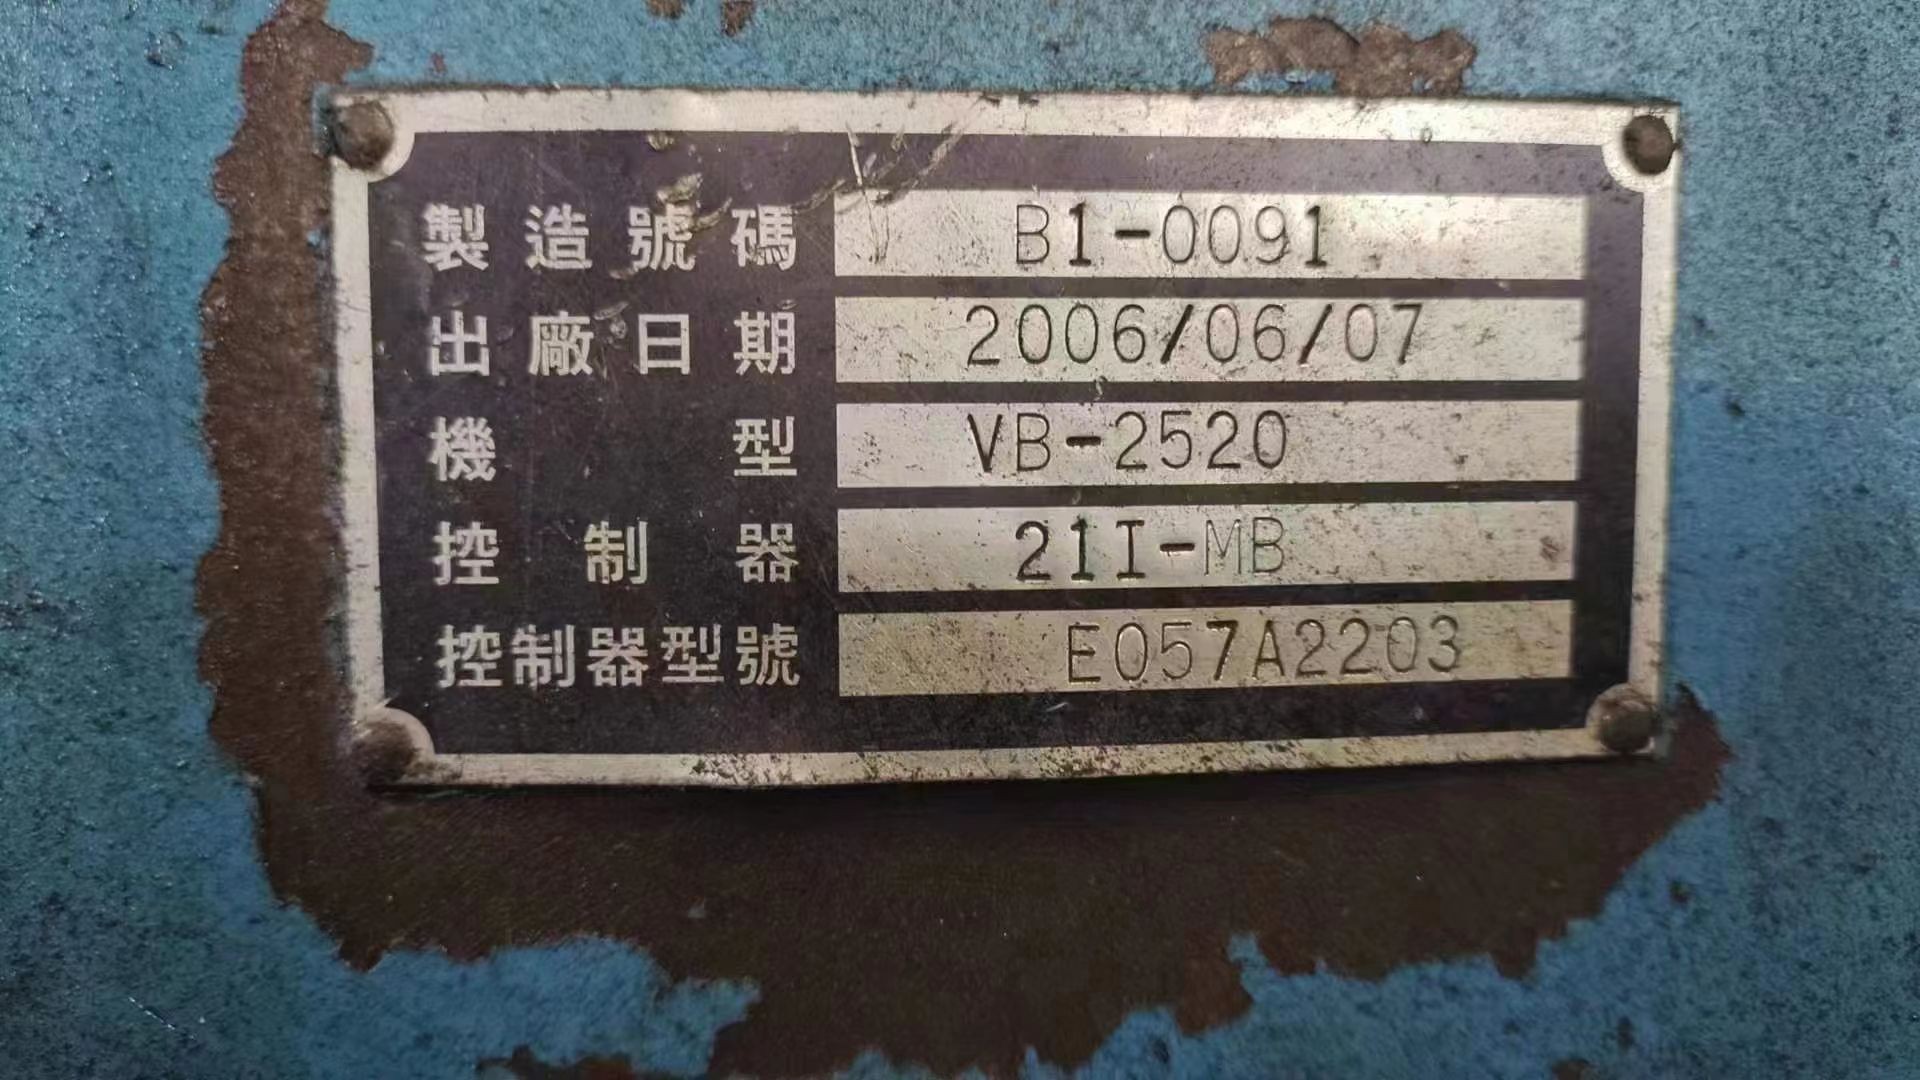 製造號碼 B1-0091
出廠日期 2006/06/07
機型 VB-2520
控制器 21I-MB
控制器型號 E057A2203